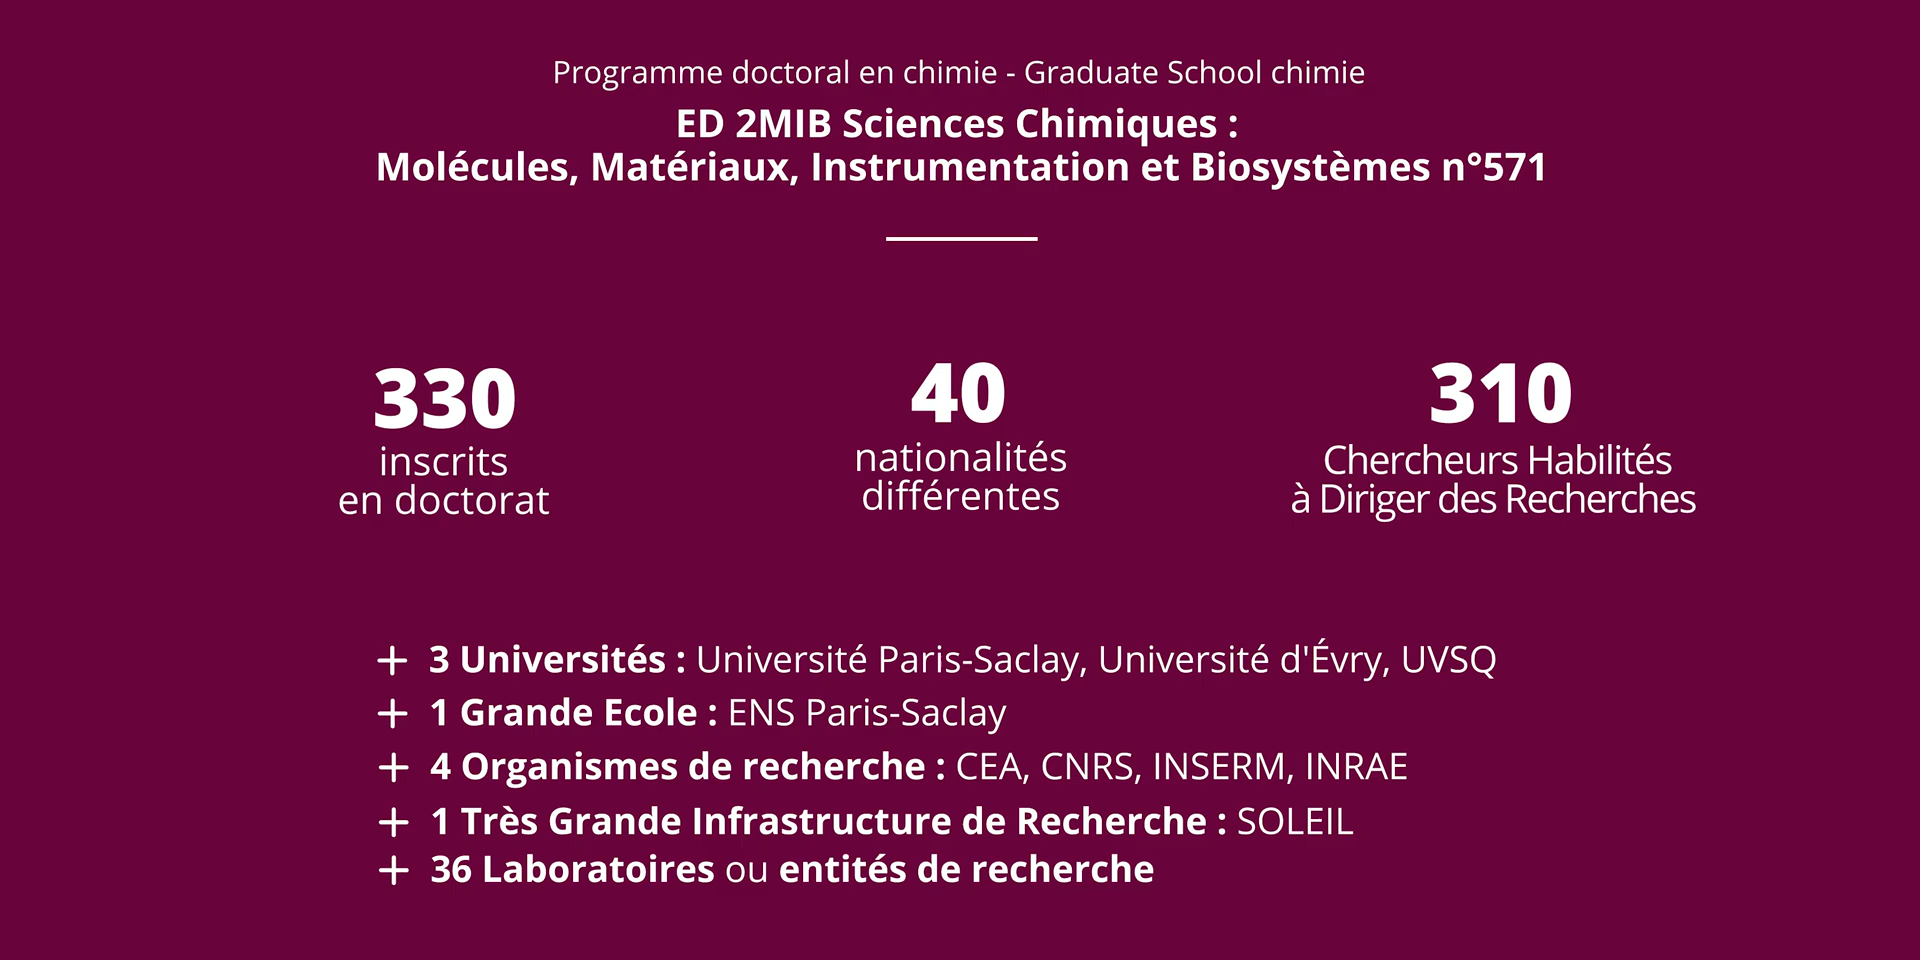 Programme doctoral en chimie - Graduate School chimie
ED 2MIB Sciences Chimiques :
Molécules, Matériaux, Instrumentation et Biosystèmes n°571
330
inscrits
en doctorat
40
nationalités
différentes
310
Chercheurs Habilités
à Diriger des Recherches
+ 3 Universités : Université Paris-Saclay, Université d'Évry, UVSQ
+ 1 Grande Ecole : ENS Paris-Saclay
+ 4 Organismes de recherche : CEA, CNRS, INSERM, INRAE
+ 1 Très Grande Infrastructure de Recherche : SOLEIL
+ 36 Laboratoires ou entités de recherche